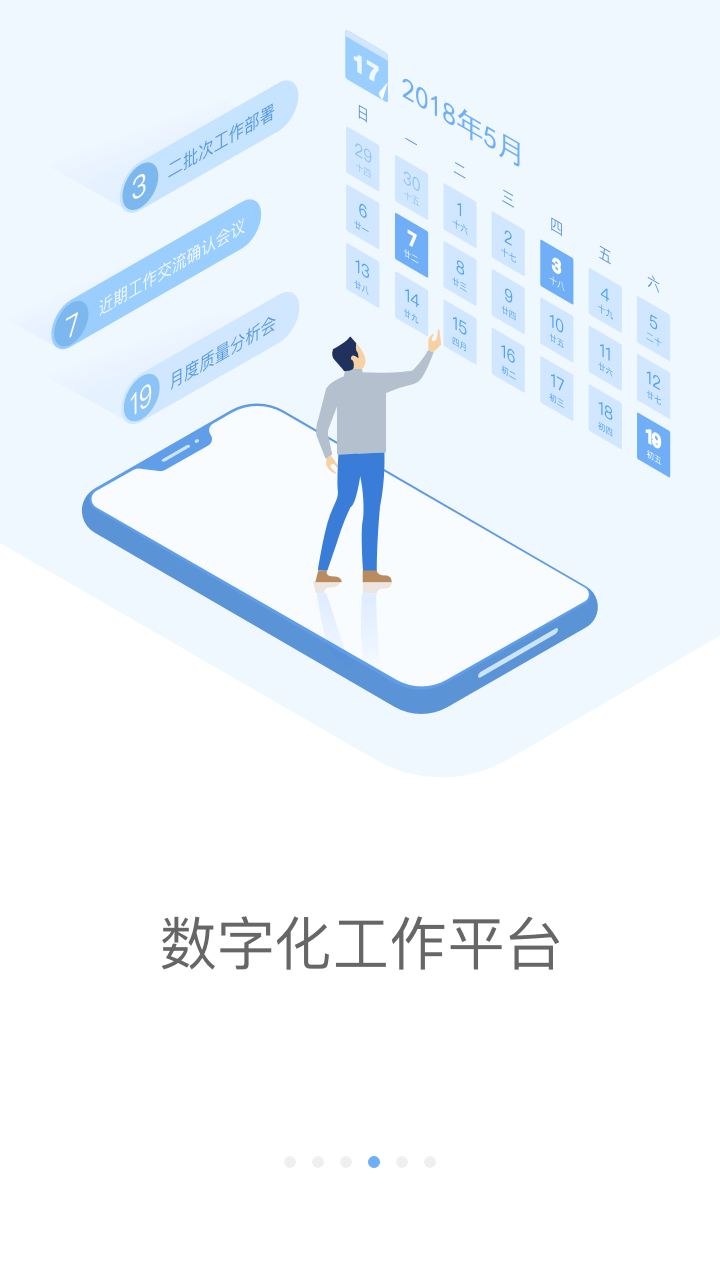 17
2018年5月
日 一 二 三 四 五 六
29 30 1 2 3 4 5
十四 十五 十六 十七 十八 十九 二十
6 7 8 9 10 11 12
廿一 廿二 廿三 廿四 廿五 廿六 廿七
13 14 15 16 17 18 19
廿八 廿九 四月 初二 初三 初四 初五
3 二批次工作部署
7 近期工作交流确认会议
19 月度质量分析会
数字化工作平台